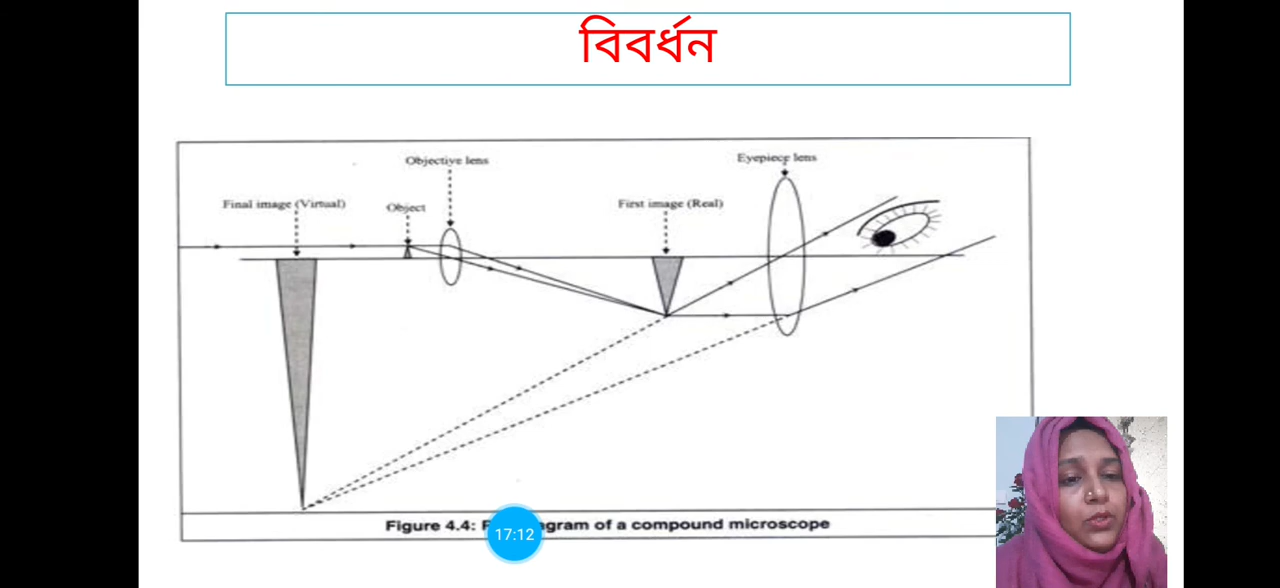 বিবর্ধন
Objective lens
Eyepiece lens
Final image (Virtual)
Object
First image (Real)
Figure 4.4: of a compound microscope
17:12